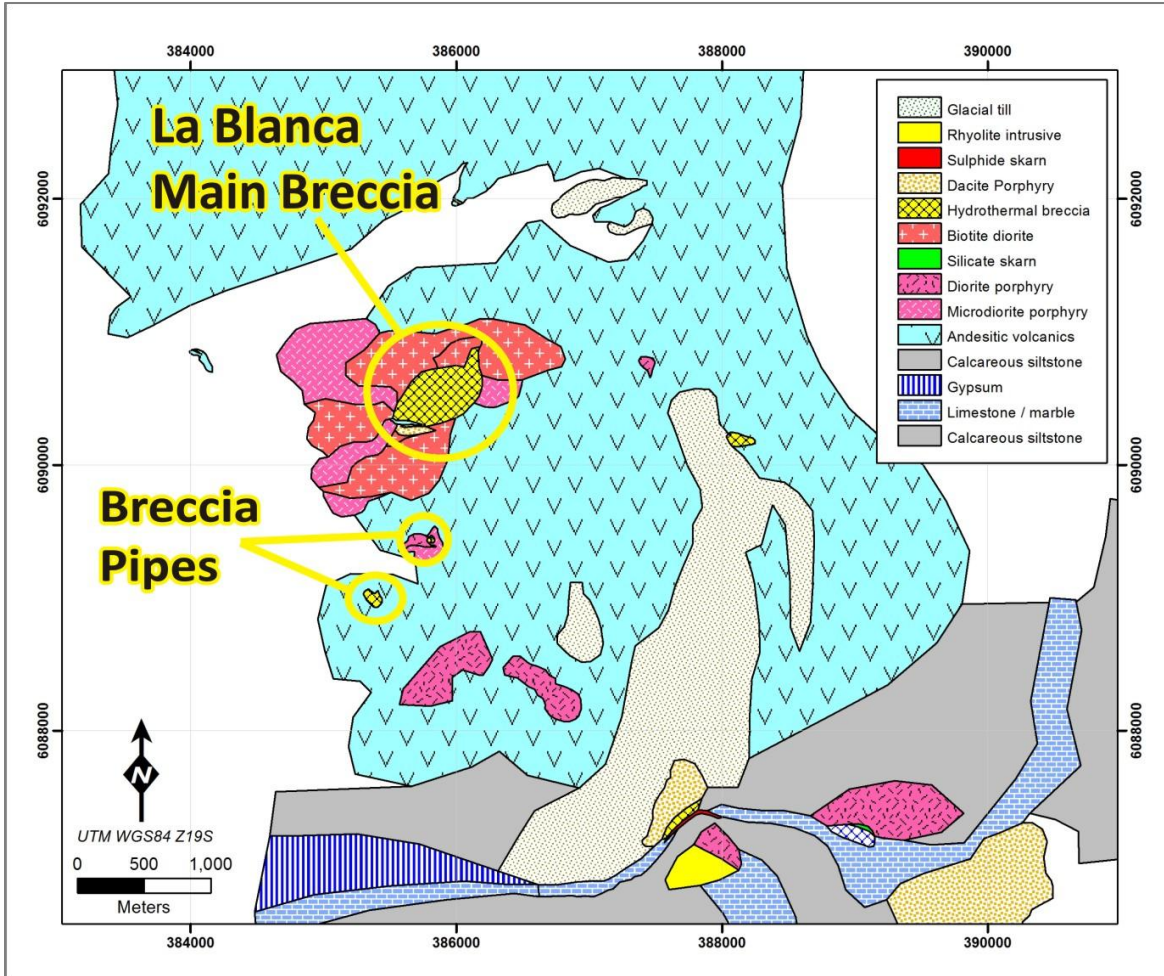 384000
386000
388000
390000
La Blanca
Main Breccia
Glacial till
Rhyolite intrusive
Sulphide skarn
Dacite Porphyry
Hydrothermal breccia
Biotite diorite
Silicate skarn
Diorite porphyry
Microdiorite porphyry
Andesitic volcanics
Calcareous siltstone
Gypsum
Limestone / marble
Calcareous siltstone
6092000
6092000
6090000
6090000
Breccia
Pipes
6088000
6088000
N
UTM WGS84 Z19S
0 500 1,000
Meters
384000
386000
388000
390000